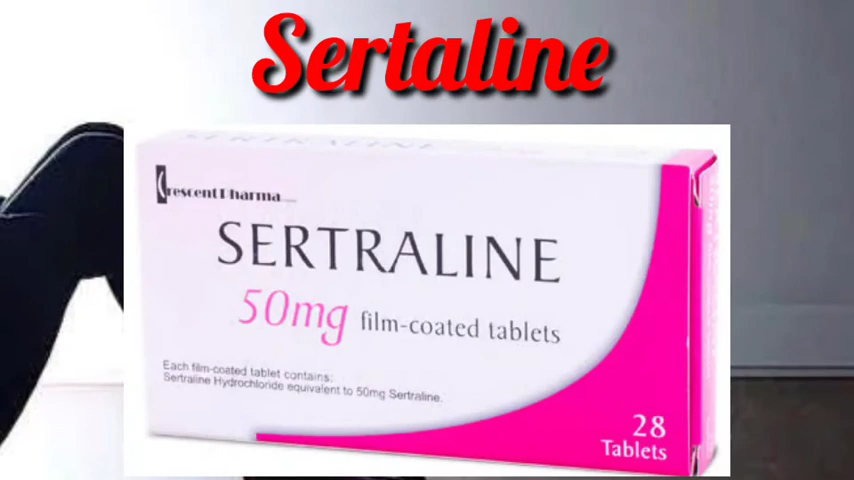 Sertaline
Crescent Pharma
SERTRALINE
50mg film-coated tablets
Each film-coated tablet contains:
Sertraline Hydrochloride equivalent to 50mg Sertraline.
28
Tablets